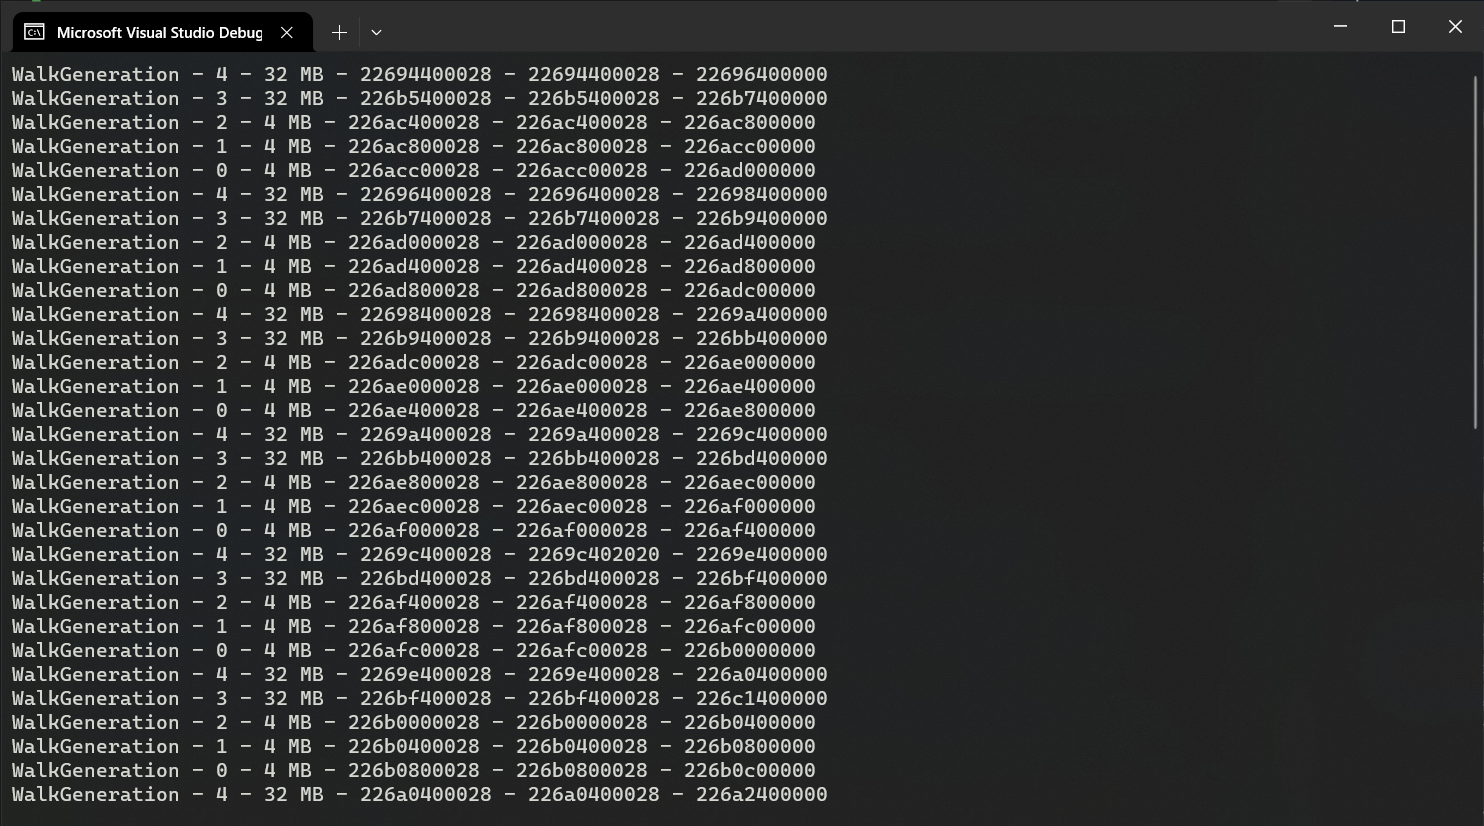 Microsoft Visual Studio Debug
WalkGeneration - 4 - 32 MB - 22694400028 - 22694400028 - 22696400000
WalkGeneration - 3 - 32 MB - 226b5400028 - 226b5400028 - 226b7400000
WalkGeneration - 2 - 4 MB - 226ac400028 - 226ac400028 - 226ac800000
WalkGeneration - 1 - 4 MB - 226ac800028 - 226ac800028 - 226acc00000
WalkGeneration - 0 - 4 MB - 226acc00028 - 226acc00028 - 226ad000000
WalkGeneration - 4 - 32 MB - 22696400028 - 22696400028 - 22698400000
WalkGeneration - 3 - 32 MB - 226b7400028 - 226b7400028 - 226b9400000
WalkGeneration - 2 - 4 MB - 226ad000028 - 226ad000028 - 226ad400000
WalkGeneration - 1 - 4 MB - 226ad400028 - 226ad400028 - 226ad800000
WalkGeneration - 0 - 4 MB - 226ad800028 - 226ad800028 - 226adc00000
WalkGeneration - 4 - 32 MB - 22698400028 - 22698400028 - 2269a400000
WalkGeneration - 3 - 32 MB - 226b9400028 - 226b9400028 - 226bb400000
WalkGeneration - 2 - 4 MB - 226adc00028 - 226adc00028 - 226ae000000
WalkGeneration - 1 - 4 MB - 226ae000028 - 226ae000028 - 226ae400000
WalkGeneration - 0 - 4 MB - 226ae400028 - 226ae400028 - 226ae800000
WalkGeneration - 4 - 32 MB - 2269a400028 - 2269a400028 - 2269c400000
WalkGeneration - 3 - 32 MB - 226bb400028 - 226bb400028 - 226bd400000
WalkGeneration - 2 - 4 MB - 226ae800028 - 226ae800028 - 226aec00000
WalkGeneration - 1 - 4 MB - 226aec00028 - 226aec00028 - 226af000000
WalkGeneration - 0 - 4 MB - 226af000028 - 226af000028 - 226af400000
WalkGeneration - 4 - 32 MB - 2269c400028 - 2269c402020 - 2269e400000
WalkGeneration - 3 - 32 MB - 226bd400028 - 226bd400028 - 226bf400000
WalkGeneration - 2 - 4 MB - 226af400028 - 226af400028 - 226af800000
WalkGeneration - 1 - 4 MB - 226af800028 - 226af800028 - 226afc00000
WalkGeneration - 0 - 4 MB - 226afc00028 - 226afc00028 - 226b0000000
WalkGeneration - 4 - 32 MB - 2269e400028 - 2269e400028 - 226a0400000
WalkGeneration - 3 - 32 MB - 226bf400028 - 226bf400028 - 226c1400000
WalkGeneration - 2 - 4 MB - 226b0000028 - 226b0000028 - 226b0400000
WalkGeneration - 1 - 4 MB - 226b0400028 - 226b0400028 - 226b0800000
WalkGeneration - 0 - 4 MB - 226b0800028 - 226b0800028 - 226b0c00000
WalkGeneration - 4 - 32 MB - 226a0400028 - 226a0400028 - 226a2400000